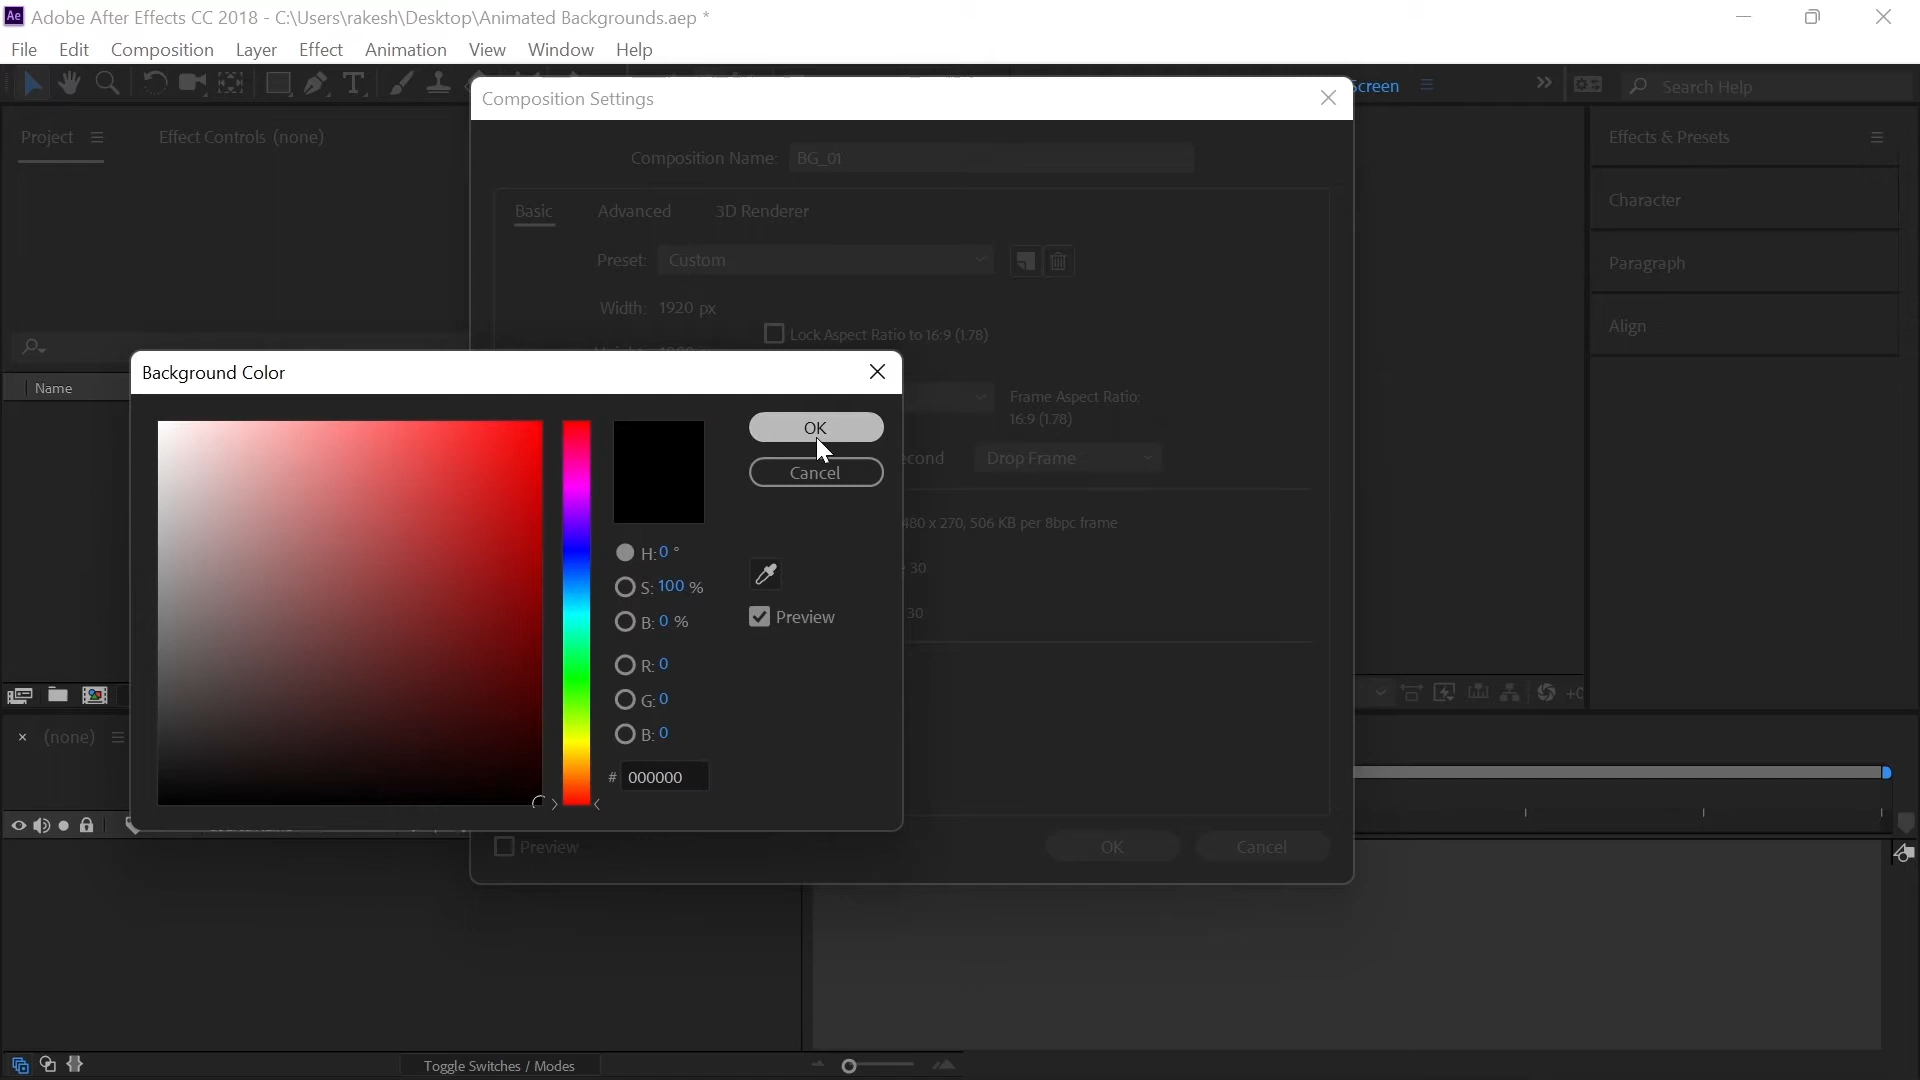 Ae Adobe After Effects CC 2018 - C:\Users\rakesh\Desktop\Animated Backgrounds.aep *
File Edit Composition Layer Effect Animation View Window Help
T Screen Search Help
Composition Settings
Project Effect Controls (none) Effects & Presets
Composition Name: BG_01
Basic Advanced 3D Renderer
Character
Preset: Custom
Paragraph
Width: 1920 px
Lock Aspect Ratio to 16:9 (1.78)
Align
Background Color
Name
Frame Aspect Ratio:
16:9 (1.78)
OK
Drop Frame
Cancel
480 x 270, 506 KB per 8bpc frame
H: 0 °
30
S: 100 %
30
B: 0 %
Preview
R: 0
G: 0
B: 0
(none)
# 000000
Preview OK Cancel
Toggle Switches / Modes